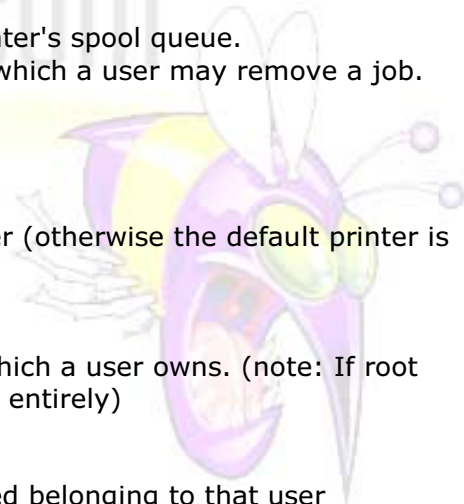 ter's spool queue.
which a user may remove a job.
er (otherwise the default printer is
hich a user owns. (note: If root
entirely)
ed belonging to that user